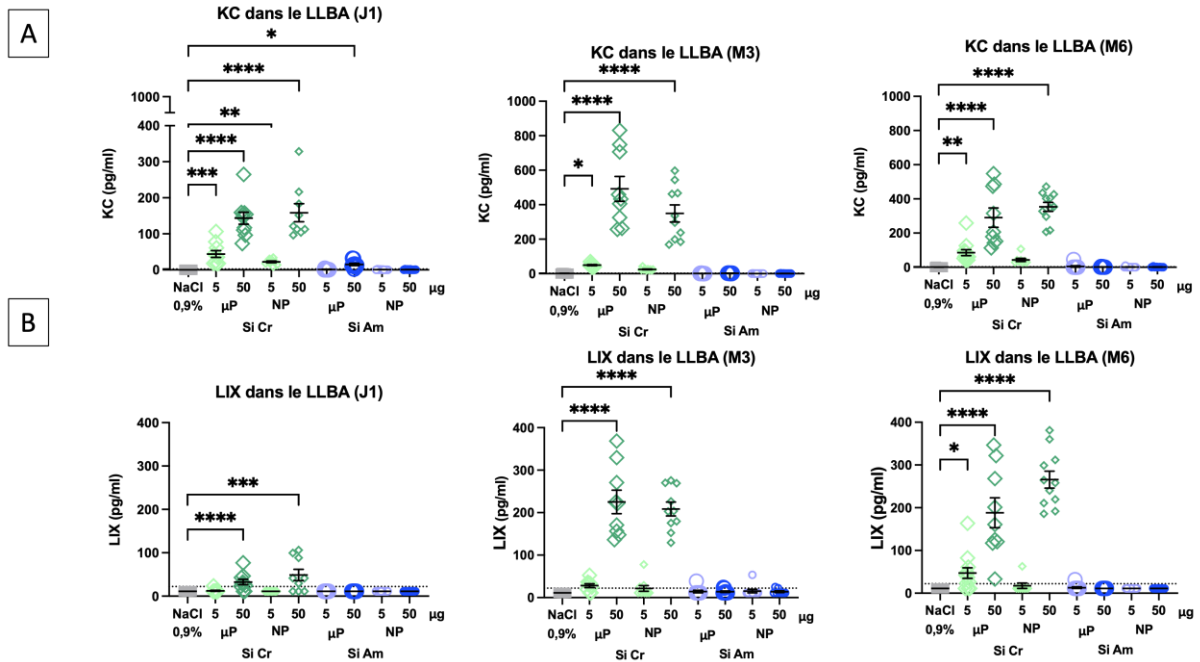 A
KC dans le LLBA (J1)
*
****
**
****
***
1000
400
300
200
100
0
KC (pg/ml)
NaCl 5 50 5 50 5 50 5 50 µg
0,9% µP NP µP NP
Si Cr Si Am
KC dans le LLBA (M3)
****
****
*
1000
800
600
400
200
0
KC (pg/ml)
NaCl 5 50 5 50 5 50 5 50 µg
0,9% µP NP µP NP
Si Cr Si Am
KC dans le LLBA (M6)
****
****
**
1000
800
600
400
200
0
KC (pg/ml)
NaCl 5 50 5 50 5 50 5 50 µg
0,9% µP NP µP NP
Si Cr Si Am
B
LIX dans le LLBA (J1)
***
****
400
300
200
100
0
LIX (pg/ml)
NaCl 5 50 5 50 5 50 5 50 µg
0,9% µP NP µP NP
Si Cr Si Am
LIX dans le LLBA (M3)
****
****
400
300
200
100
0
LIX (pg/ml)
NaCl 5 50 5 50 5 50 5 50 µg
0,9% µP NP µP NP
Si Cr Si Am
LIX dans le LLBA (M6)
****
****
*
400
300
200
100
0
LIX (pg/ml)
NaCl 5 50 5 50 5 50 5 50 µg
0,9% µP NP µP NP
Si Cr Si Am